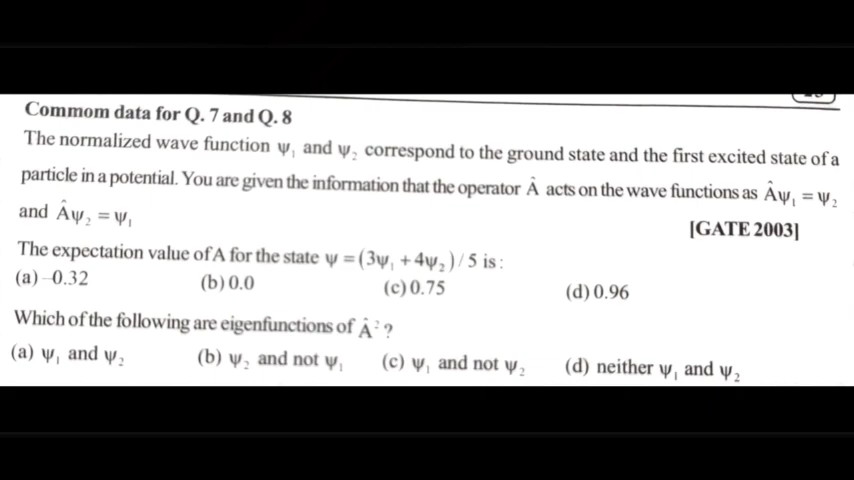 Commom data for Q. 7 and Q. 8
The normalized wave function ψ₁ and ψ₂ correspond to the ground state and the first excited state of a
particle in a potential. You are given the information that the operator Â acts on the wave functions as Âψ₁ = ψ₂
and Âψ₂ = ψ₁
[GATE 2003]
The expectation value of A for the state ψ = (3ψ₁ + 4ψ₂) / 5 is :
(a) –0.32 (b) 0.0 (c) 0.75 (d) 0.96
Which of the following are eigenfunctions of Â² ?
(a) ψ₁ and ψ₂ (b) ψ₂ and not ψ₁ (c) ψ₁ and not ψ₂ (d) neither ψ₁ and ψ₂